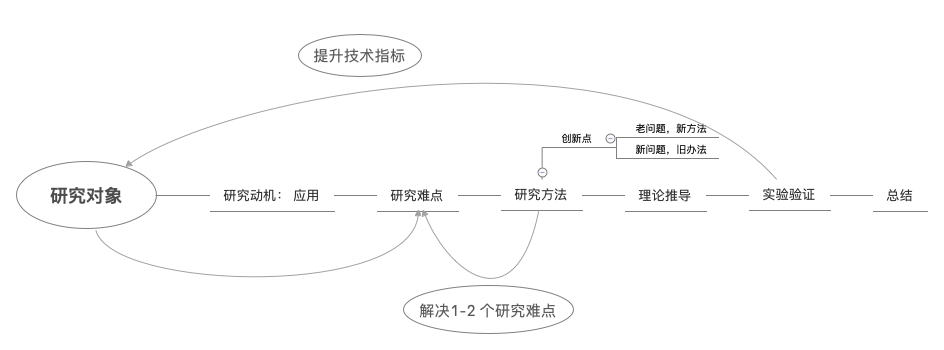 提升技术指标
创新点
老问题，新方法
新问题，旧办法
研究对象
研究动机： 应用
研究难点
研究方法
理论推导
实验验证
总结
解决1-2 个研究难点